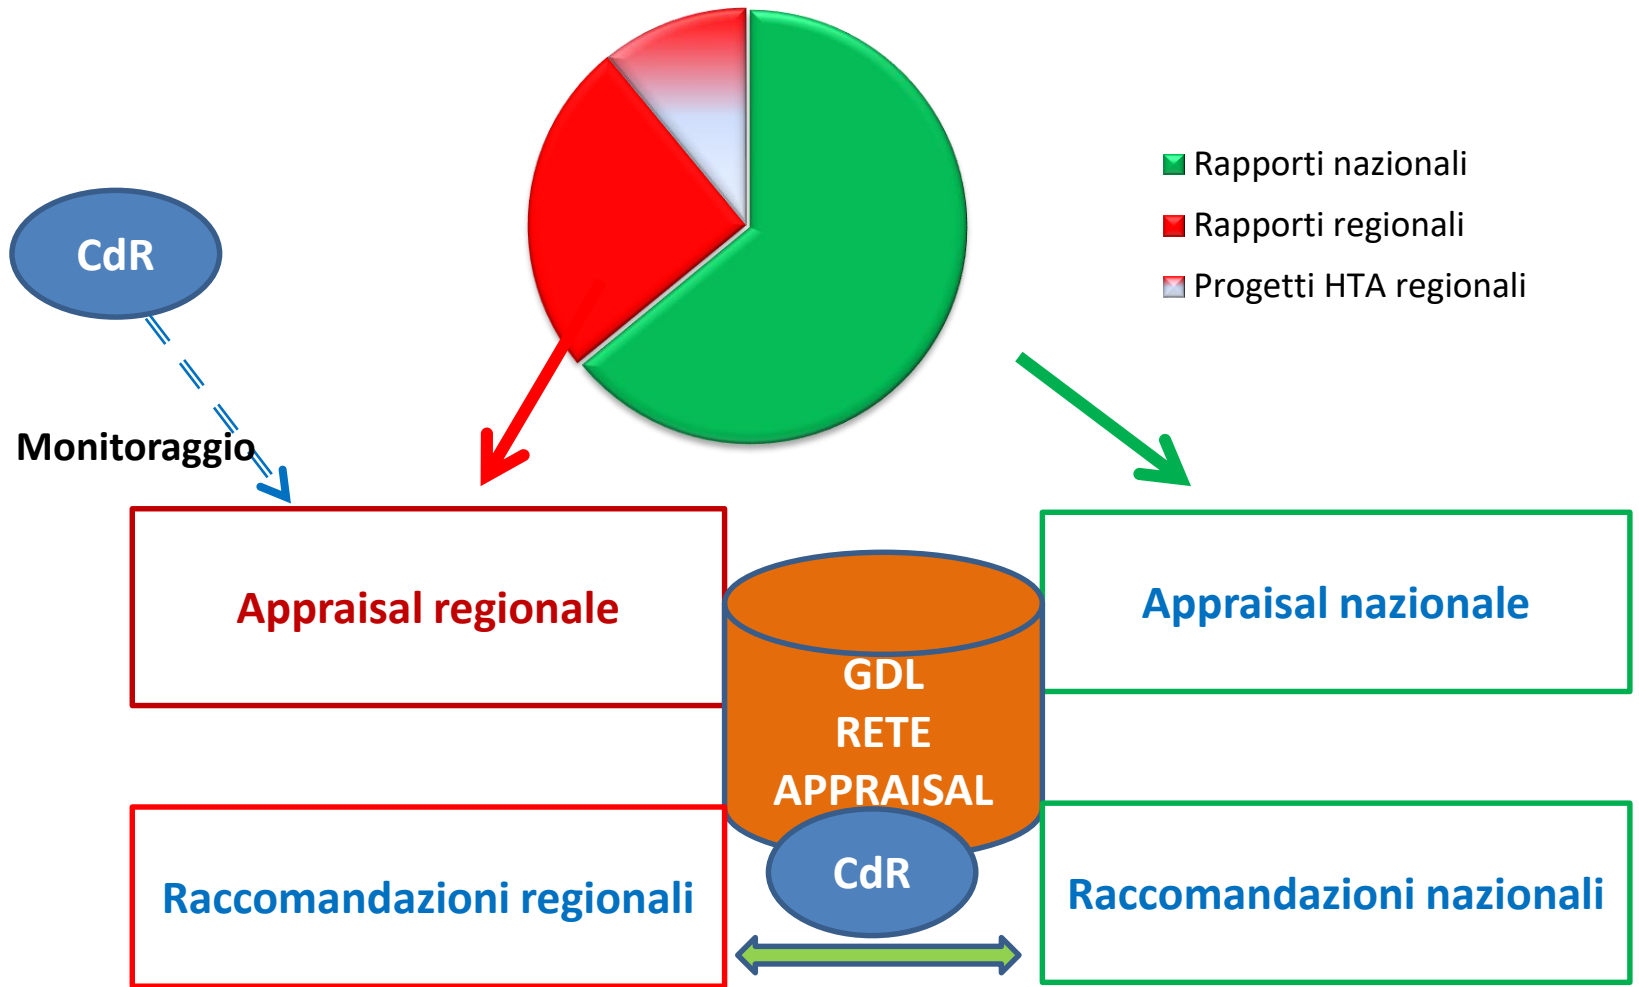 Rapporti nazionali
Rapporti regionali
Progetti HTA regionali
CdR
Monitoraggio
Appraisal regionale
Appraisal nazionale
GDL
RETE
APPRAISAL
CdR
Raccomandazioni regionali
Raccomandazioni nazionali